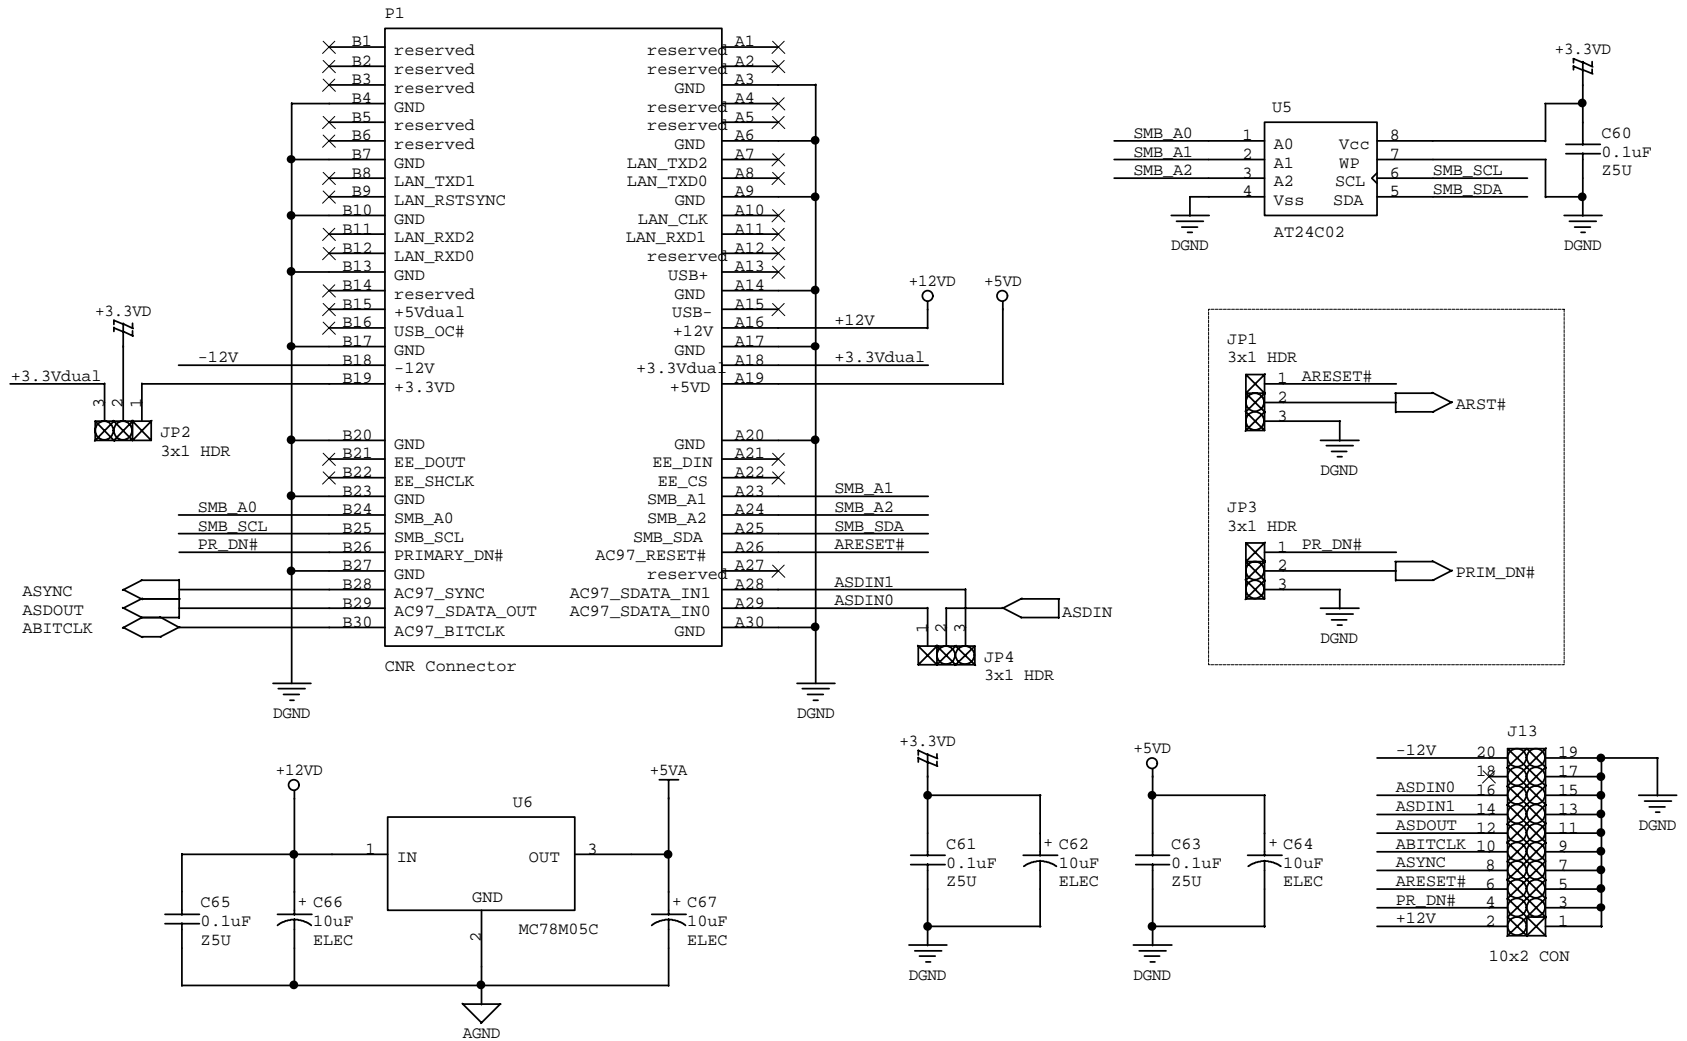 P1
B1 reserved reserved A1
B2 reserved reserved A2
B3 reserved GND A3
B4 GND reserved A4
B5 reserved reserved A5
B6 reserved GND A6
B7 GND LAN_TXD2 A7
B8 LAN_TXD1 LAN_TXD0 A8
B9 LAN_RSTSYNC GND A9
B10 GND LAN_CLK A10
B11 LAN_RXD2 LAN_RXD1 A11
B12 LAN_RXD0 reserved A12
B13 GND USB+ A13
B14 reserved GND A14
B15 +5Vdual USB- A15
B16 USB_OC# +12V A16 +12V
B17 GND GND A17
-12V B18 -12V +3.3Vdual A18 +3.3Vdual
+3.3Vdual B19 +3.3VD +5VD A19
+3.3VD
+12VD
+5VD
3 2 1
JP2
3x1 HDR
B20 GND GND A20
B21 EE_DOUT EE_DIN A21
B22 EE_SHCLK EE_CS A22
B23 GND SMB_A1 A23 SMB_A1
SMB_A0 B24 SMB_A0 SMB_A2 A24 SMB_A2
SMB_SCL B25 SMB_SCL SMB_SDA A25 SMB_SDA
PR_DN# B26 PRIMARY_DN# AC97_RESET# A26 ARESET#
B27 GND reserved A27
ASYNC B28 AC97_SYNC AC97_SDATA_IN1 A28 ASDIN1
ASDOUT B29 AC97_SDATA_OUT AC97_SDATA_IN0 A29 ASDIN0
ABITCLK B30 AC97_BITCLK GND A30
ASDIN
1 2 3
JP4
3x1 HDR
CNR Connector
DGND
DGND
+3.3VD
U5
SMB_A0 1 A0 Vcc 8
SMB_A1 2 A1 WP 7
SMB_A2 3 A2 SCL 6 SMB_SCL
4 Vss SDA 5 SMB_SDA
AT24C02
DGND
C60
0.1uF
Z5U
DGND
JP1
3x1 HDR
1 ARESET#
2 ARST#
3
DGND
JP3
3x1 HDR
1 PR_DN#
2 PRIM_DN#
3
DGND
+12VD
+5VA
U6
1 IN OUT 3
GND
2
MC78M05C
C65
0.1uF
Z5U
+ C66
10uF
ELEC
+ C67
10uF
ELEC
AGND
+3.3VD
C61
0.1uF
Z5U
+ C62
10uF
ELEC
DGND
+5VD
C63
0.1uF
Z5U
+ C64
10uF
ELEC
DGND
J13
-12V 20 19
18 17
ASDIN0 16 15
ASDIN1 14 13
ASDOUT 12 11
ABITCLK 10 9
ASYNC 8 7
ARESET# 6 5
PR_DN# 4 3
+12V 2 1
10x2 CON
DGND